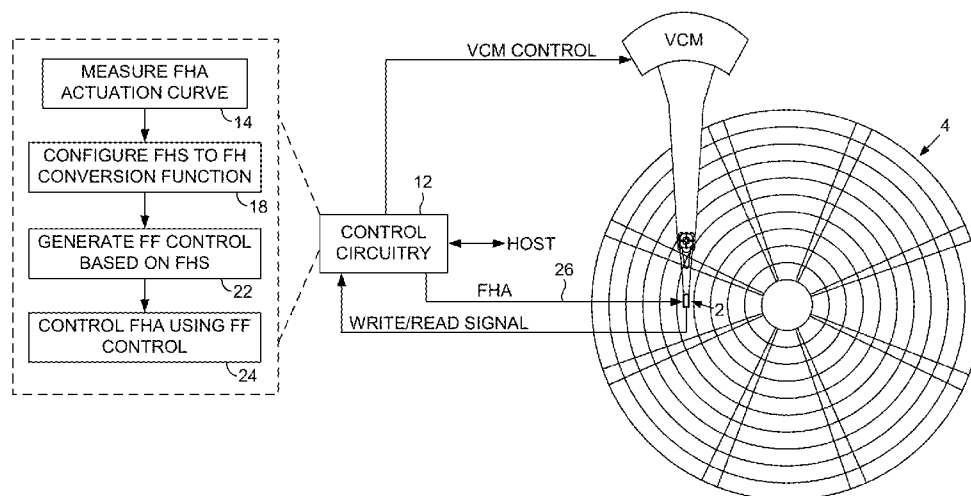 MEASURE FHA
ACTUATION CURVE
14
CONFIGURE FHS TO FH
CONVERSION FUNCTION
18
GENERATE FF CONTROL
BASED ON FHS
22
CONTROL FHA USING FF
CONTROL
24
VCM CONTROL
VCM
4
12
CONTROL
CIRCUITRY
HOST
FHA
26
2
WRITE/READ SIGNAL